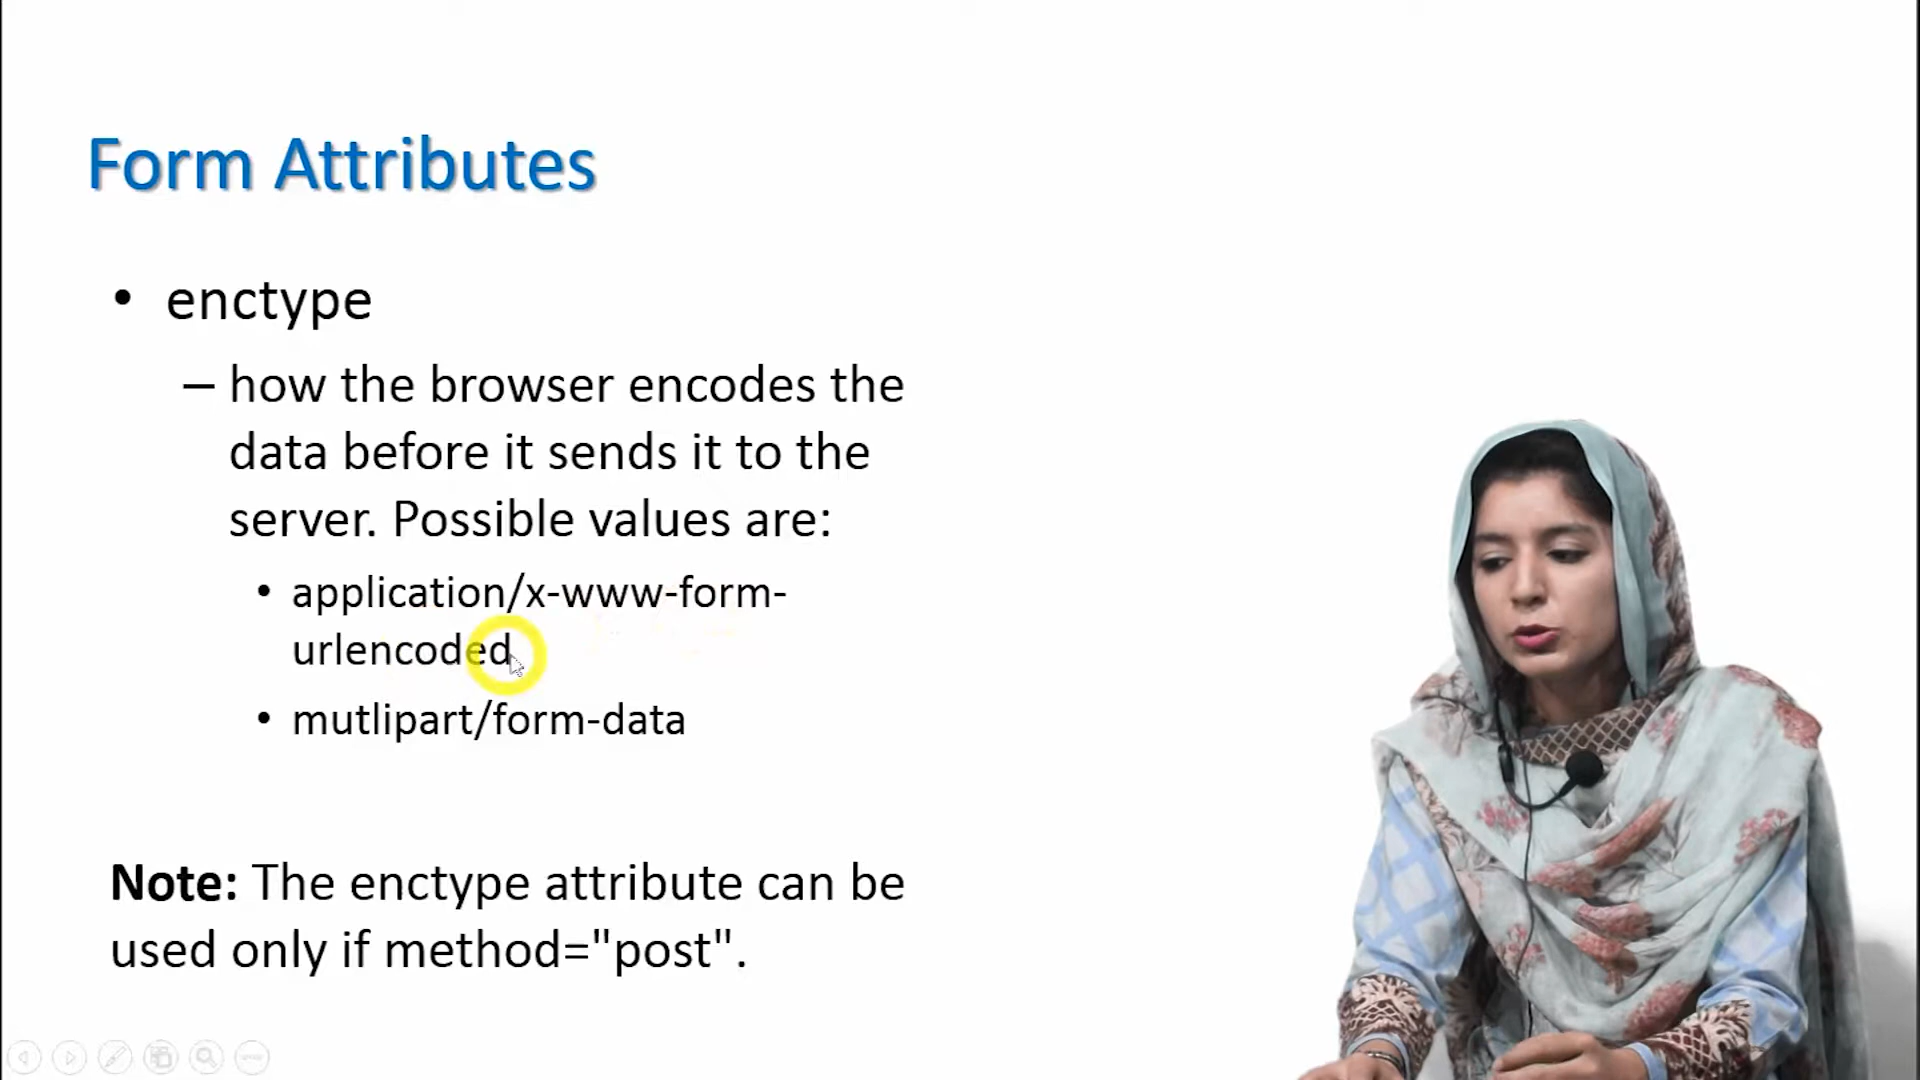 Form Attributes
• enctype
– how the browser encodes the
data before it sends it to the
server. Possible values are:
• application/x-www-form-
urlencoded
• mutlipart/form-data
Note: The enctype attribute can be
used only if method="post".